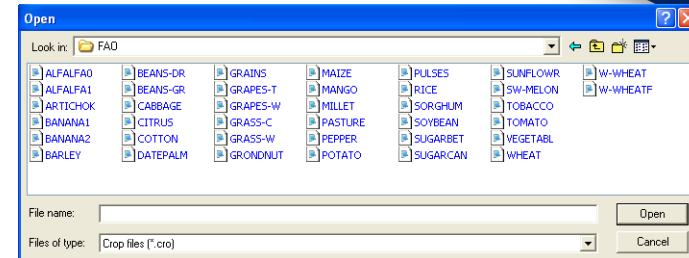 Open
Look in: FAO
ALFALFA0 BEANS-DR GRAINS MAIZE PULSES SUNFLOWR W-WHEAT
ALFALFA1 BEANS-GR GRAPES-T MANGO RICE SW-MELON W-WHEATF
ARTICHOK CABBAGE GRAPES-W MILLET SORGHUM TOBACCO
BANANA1 CITRUS GRASS-C PASTURE SOYBEAN TOMATO
BANANA2 COTTON GRASS-W PEPPER SUGARBET VEGETABL
BARLEY DATEPALM GRONDNUT POTATO SUGARCAN WHEAT
File name: Open
Files of type: Crop files (*.cro) Cancel